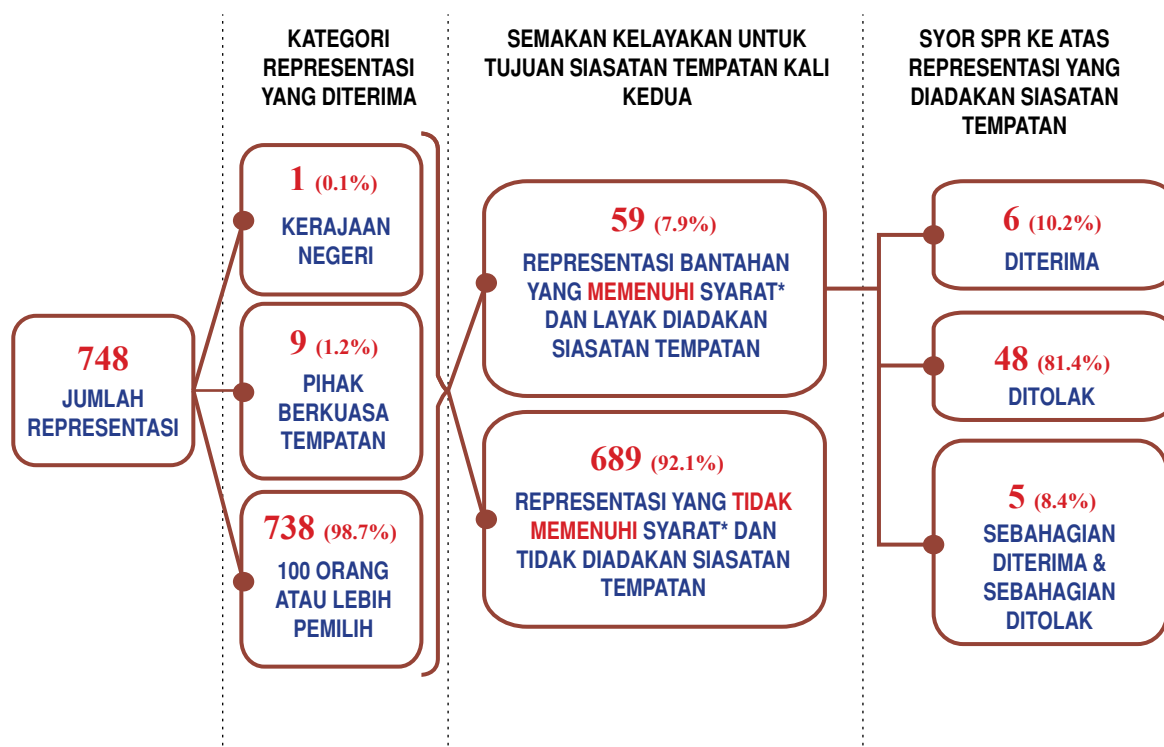 KATEGORI
REPRESENTASI
YANG DITERIMA
SEMAKAN KELAYAKAN UNTUK
TUJUAN SIASATAN TEMPATAN KALI
KEDUA
SYOR SPR KE ATAS
REPRESENTASI YANG
DIADAKAN SIASATAN
TEMPATAN
748
JUMLAH
REPRESENTASI
1 (0.1%)
KERAJAAN
NEGERI
9 (1.2%)
PIHAK
BERKUASA
TEMPATAN
738 (98.7%)
100 ORANG
ATAU LEBIH
PEMILIH
59 (7.9%)
REPRESENTASI BANTAHAN
YANG MEMENUHI SYARAT*
DAN LAYAK DIADAKAN
SIASATAN TEMPATAN
689 (92.1%)
REPRESENTASI YANG TIDAK
MEMENUHI SYARAT* DAN
TIDAK DIADAKAN SIASATAN
TEMPATAN
6 (10.2%)
DITERIMA
48 (81.4%)
DITOLAK
5 (8.4%)
SEBAHAGIAN
DITERIMA &
SEBAHAGIAN
DITOLAK